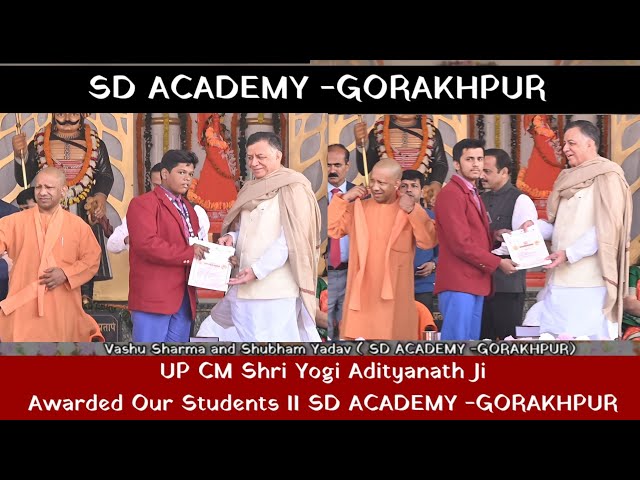 SD ACADEMY -GORAKHPUR
प्रताप
Vashu Sharma and Shubham Yadav ( SD ACADEMY -GORAKHPUR)
UP CM Shri Yogi Adityanath Ji
Awarded Our Students II SD ACADEMY -GORAKHPUR